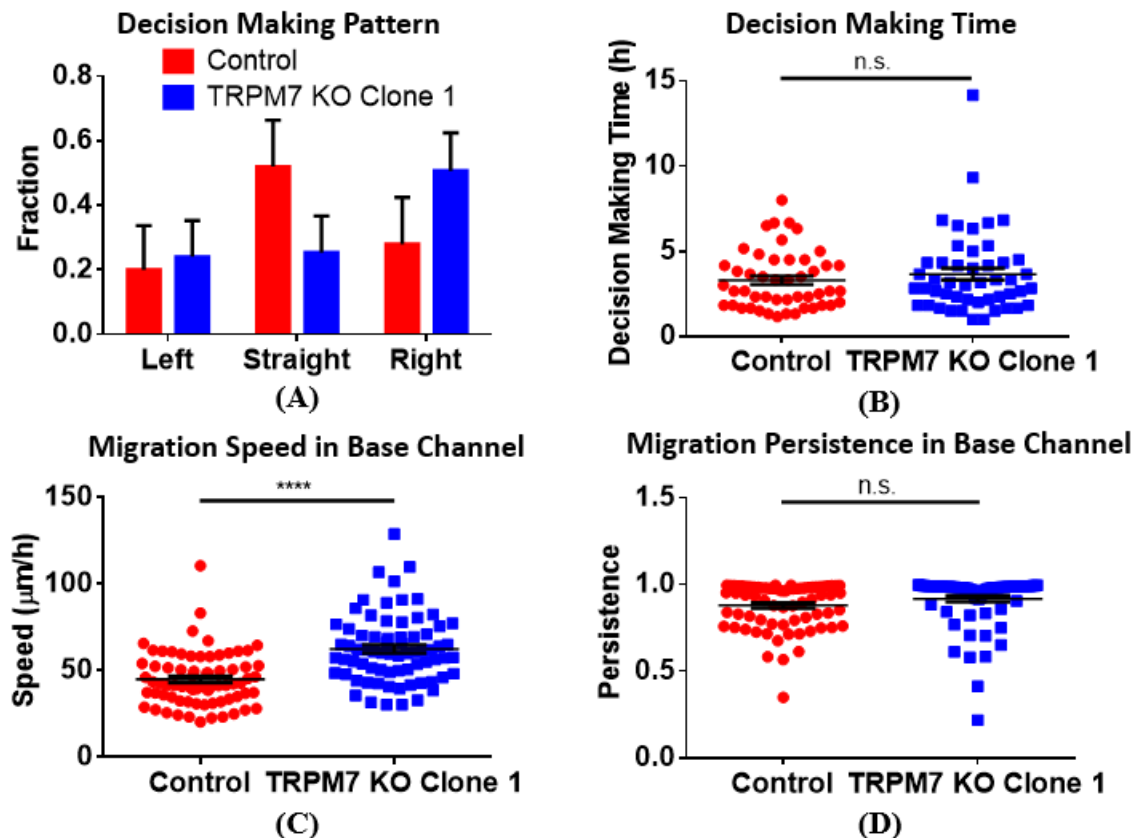 Decision Making Pattern
Control
TRPM7 KO Clone 1
Fraction
0.8
0.6
0.4
0.2
0.0
Left Straight Right
(A)
Decision Making Time
n.s.
Decision Making Time (h)
15
10
5
0
Control TRPM7 KO Clone 1
(B)
Migration Speed in Base Channel
****
Speed (μm/h)
150
100
50
0
Control TRPM7 KO Clone 1
(C)
Migration Persistence in Base Channel
n.s.
Persistence
1.5
1.0
0.5
0.0
Control TRPM7 KO Clone 1
(D)